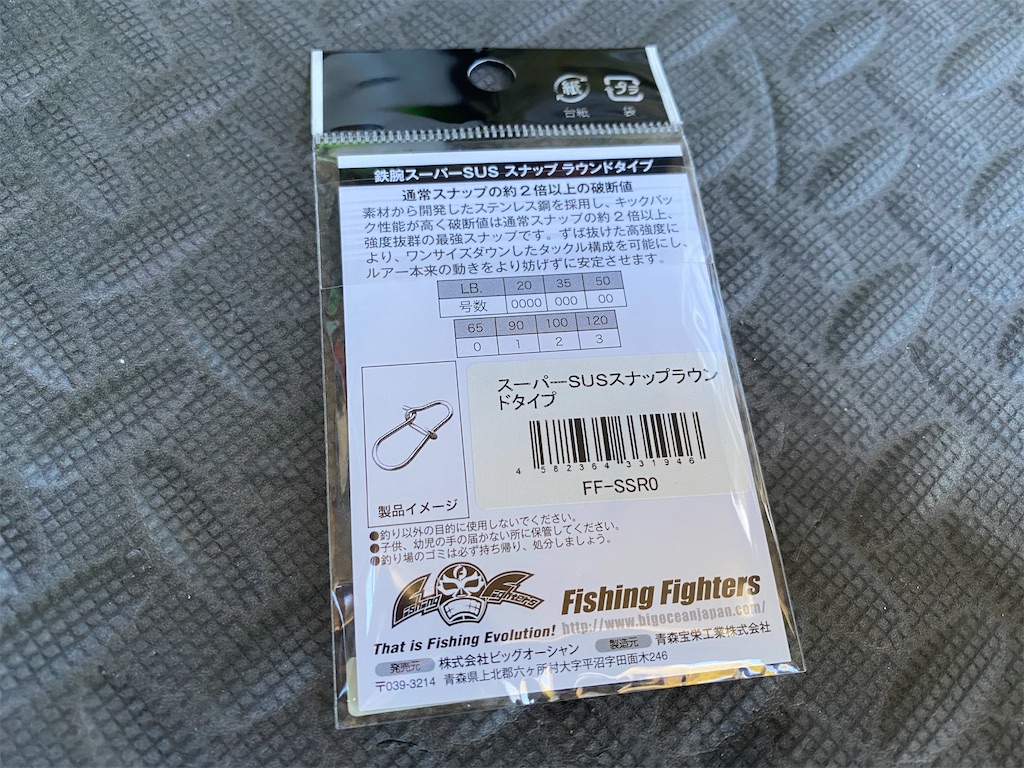 紙
タラ
台紙
袋
鉄腕スーパーSUS スナップ ラウンドタイプ
通常スナップの約2倍以上の破断値
素材から開発したステンレス鋼を採用し、キックバッ
ク性能が高く破断値は通常スナップの約2倍以上、
強度抜群の最強スナップです。ずば抜けた高強度に
より、ワンサイズダウンしたタックル構成を可能にし、
ルアー本来の動きをより妨げずに安定させます。
LB. 20 35 50
号数 0000 000 00
65 90 100 120
0 1 2 3
スーパーSUSスナップラウン
ドタイプ
4 582364 331946
FF-SSR0
製品イメージ
●釣り以外の目的に使用しないでください。
●子供、幼児の手の届かない所に保管してください。
●釣り場のゴミは必ず持ち帰り、処分しましょう。
Fishing Fighters
Fishing Fighters
http://www.bigoceanjapan.com/
That is Fishing Evolution!
発売元 株式会社ビッグオーシャン 製造元 青森宝栄工業株式会社
〒039-3214 青森県上北郡六ヶ所村大字平沼字田面木246